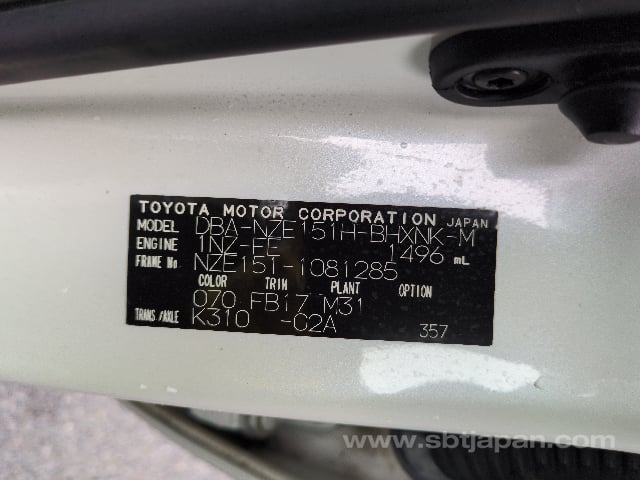 TOYOTA MOTOR CORPORATION JAPAN
MODEL DBA-NZE151H-BHXNK-M
ENGINE 1NZ-FE 1496 mL
FRAME No. NZE151-1081285
COLOR TRIM PLANT OPTION
070 FB17 M31
TRANS/AXLE K310 -02A
357
www.sbtjapan.com